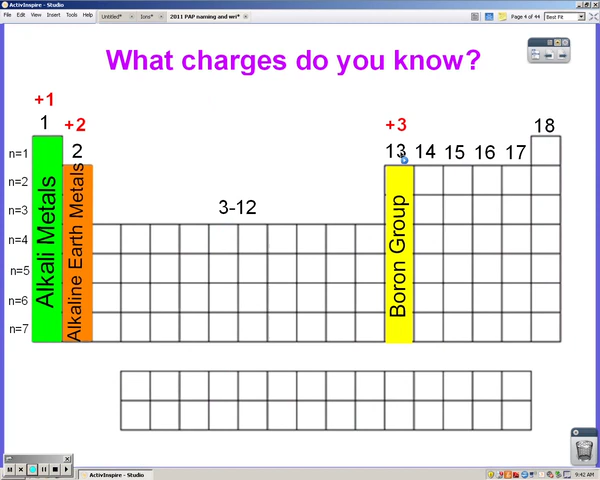 ActivInspire - Studio
File Edit View Insert Tools Help
Untitled*
Ions*
2011 PAP naming and wri*
Page 4 of 44
Best Fit
What charges do you know?
+1
+2
+3
1
2
13
14
15
16
17
18
3-12
n=1
n=2
n=3
n=4
n=5
n=6
n=7
Alkali Metals
Alkaline Earth Metals
Boron Group
ActivInspire - Studio
9:42 AM